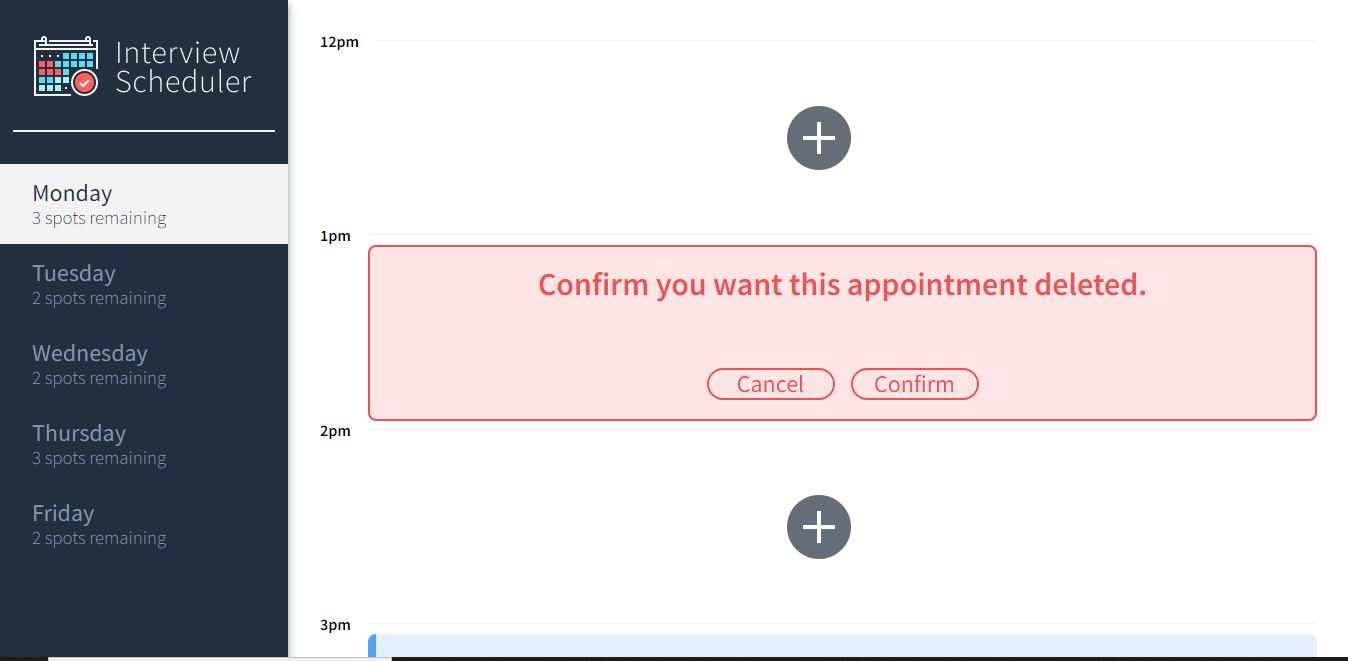 Interview
Scheduler
Monday
3 spots remaining
Tuesday
2 spots remaining
Wednesday
2 spots remaining
Thursday
3 spots remaining
Friday
2 spots remaining
12pm
1pm
Confirm you want this appointment deleted.
Cancel Confirm
2pm
3pm